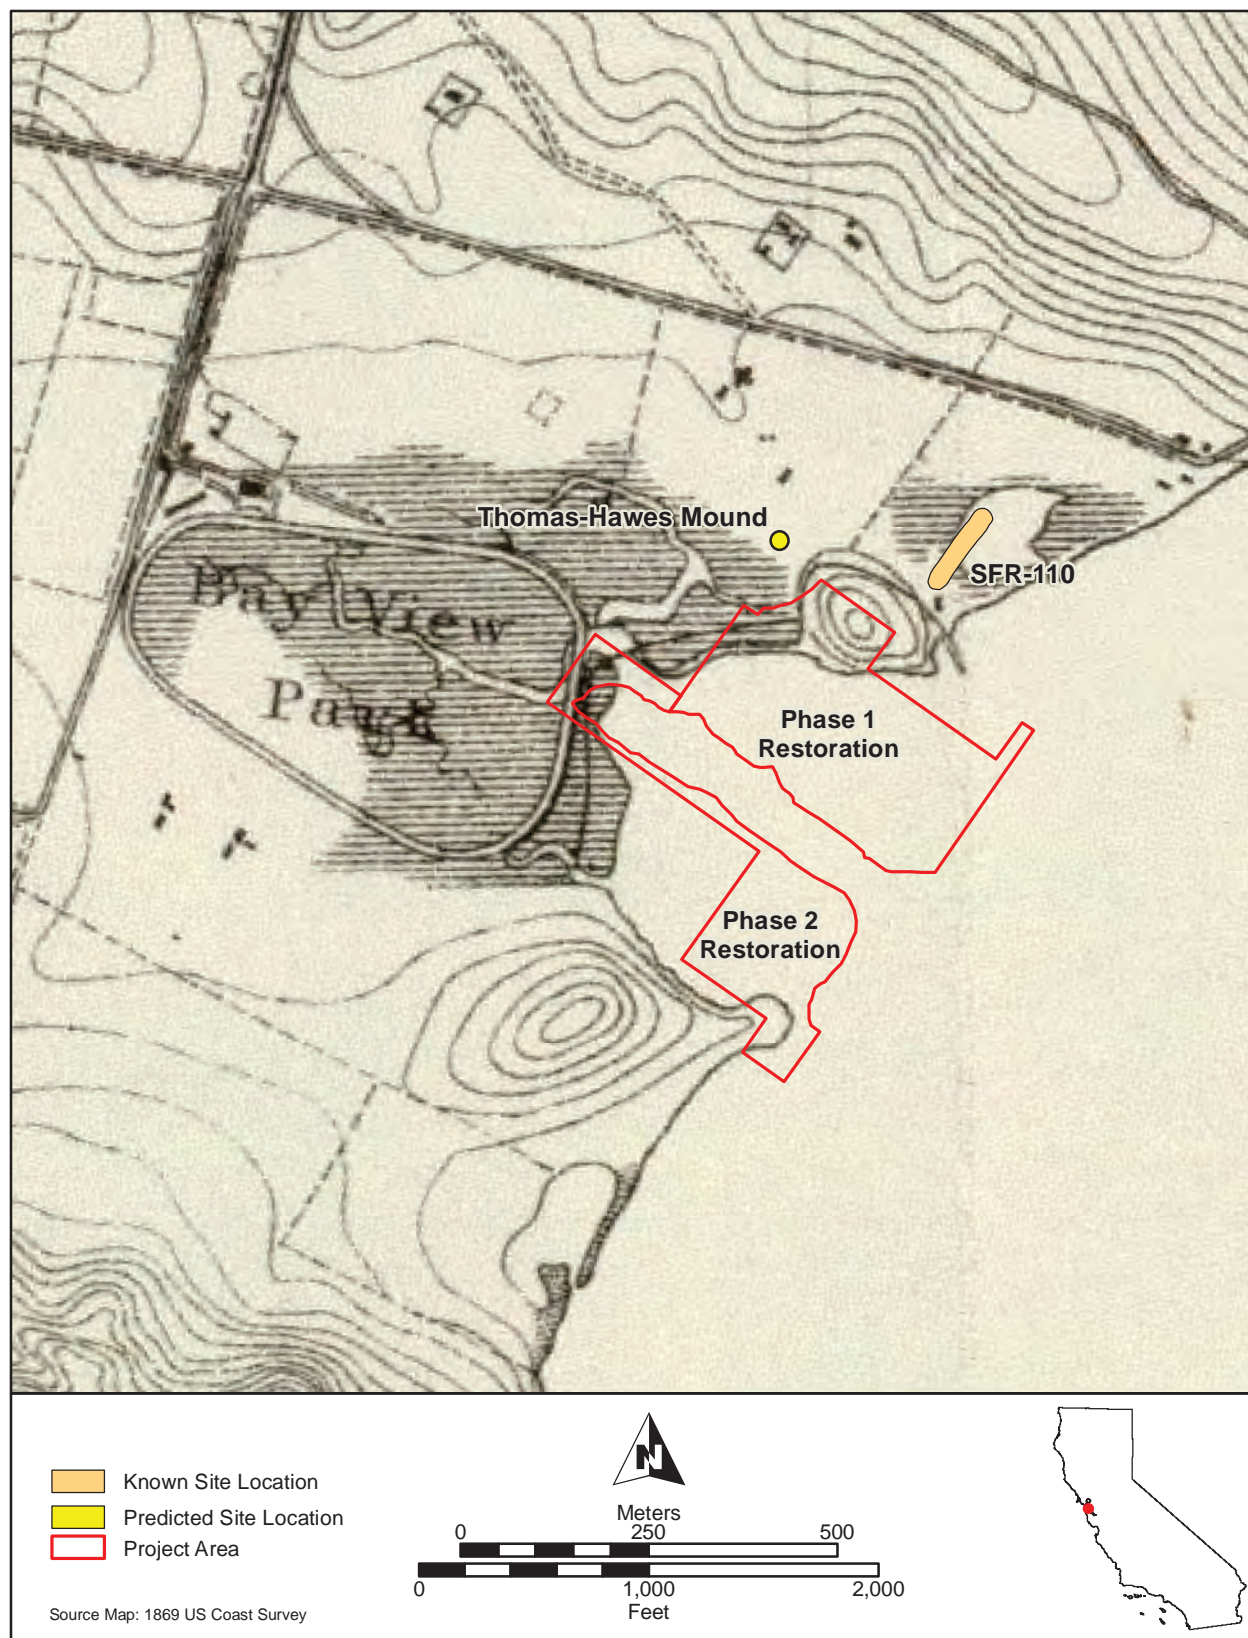 Thomas-Hawes Mound
SFR-110
Bay View
Park
Phase 1
Restoration
Phase 2
Restoration
Known Site Location
Predicted Site Location
Project Area
Source Map: 1869 US Coast Survey
N
Meters
0 250 500
0 1,000 2,000
Feet